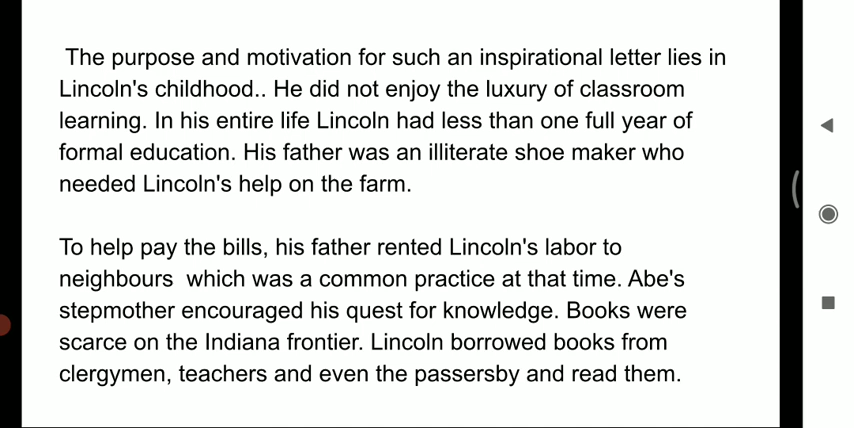 The purpose and motivation for such an inspirational letter lies in
Lincoln's childhood.. He did not enjoy the luxury of classroom
learning. In his entire life Lincoln had less than one full year of
formal education. His father was an illiterate shoe maker who
needed Lincoln's help on the farm.
To help pay the bills, his father rented Lincoln's labor to
neighbours  which was a common practice at that time. Abe's
stepmother encouraged his quest for knowledge. Books were
scarce on the Indiana frontier. Lincoln borrowed books from
clergymen, teachers and even the passersby and read them.